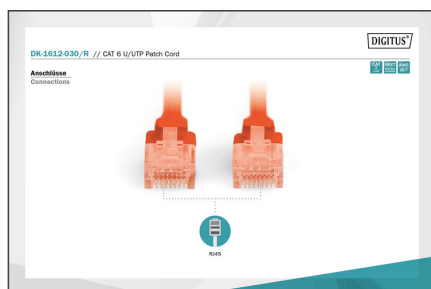 DIGITUS®
DK-1612-030/R // CAT 6 U/UTP Patch Cord
Anschlüsse
Connections
RJ45